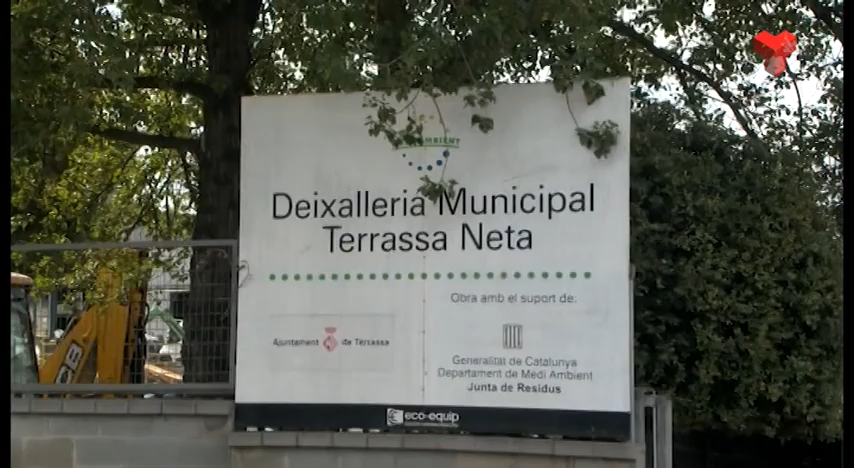 AMBIENT
Deixalleria Municipal
Terrassa Neta
Obra amb el suport de:
Ajuntament de Terrassa
Generalitat de Catalunya
Departament de Medi Ambient
Junta de Residus
eco-equip
JCB